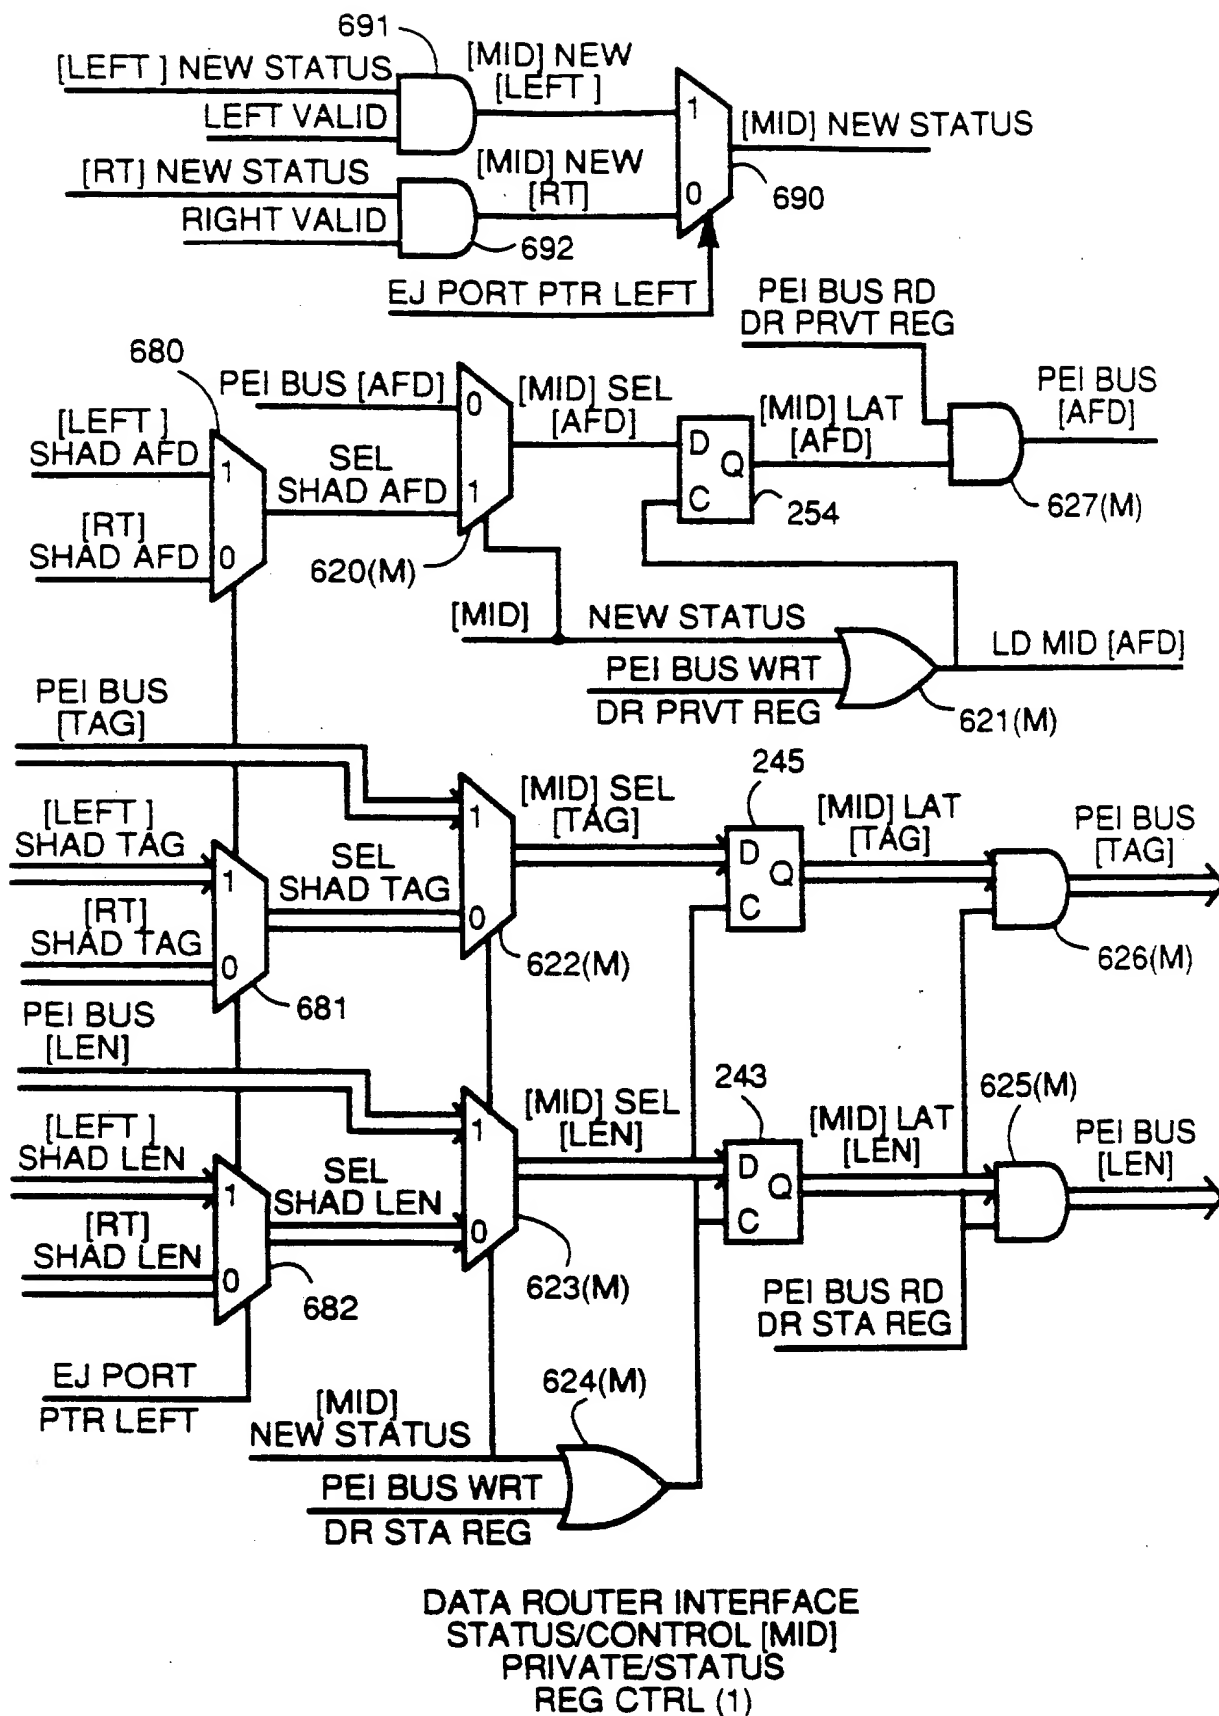 691
[LEFT ] NEW STATUS
[MID] NEW
[LEFT ]
LEFT VALID
1
[MID] NEW STATUS
[RT] NEW STATUS
[MID] NEW
[RT]
0
690
RIGHT VALID
692
EJ PORT PTR LEFT
PEI BUS RD
DR PRVT REG
680
PEI BUS [AFD]
0
[MID] SEL
[AFD]
[MID] LAT
[AFD]
PEI BUS
[AFD]
[LEFT ]
SHAD AFD
1
SEL
SHAD AFD
1
D
Q
C
254
627(M)
[RT]
SHAD AFD
0
620(M)
[MID]
NEW STATUS
LD MID [AFD]
PEI BUS WRT
DR PRVT REG
621(M)
PEI BUS
[TAG]
245
[LEFT ]
SHAD TAG
1
1
[MID] SEL
[TAG]
D
Q
C
[MID] LAT
[TAG]
PEI BUS
[TAG]
SEL
SHAD TAG
0
[RT]
SHAD TAG
0
622(M)
626(M)
681
PEI BUS
[LEN]
243
625(M)
[LEFT ]
SHAD LEN
1
1
[MID] SEL
[LEN]
D
Q
C
[MID] LAT
[LEN]
PEI BUS
[LEN]
SEL
SHAD LEN
0
[RT]
SHAD LEN
0
682
623(M)
PEI BUS RD
DR STA REG
EJ PORT
PTR LEFT
624(M)
[MID]
NEW STATUS
PEI BUS WRT
DR STA REG
DATA ROUTER INTERFACE
STATUS/CONTROL [MID]
PRIVATE/STATUS
REG CTRL (1)